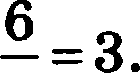 6
— = 3.